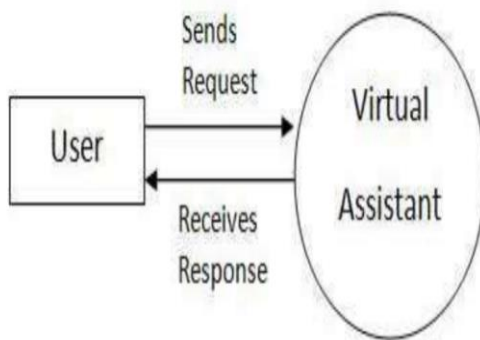 Sends
Request
User
Virtual
Assistant
Receives
Response